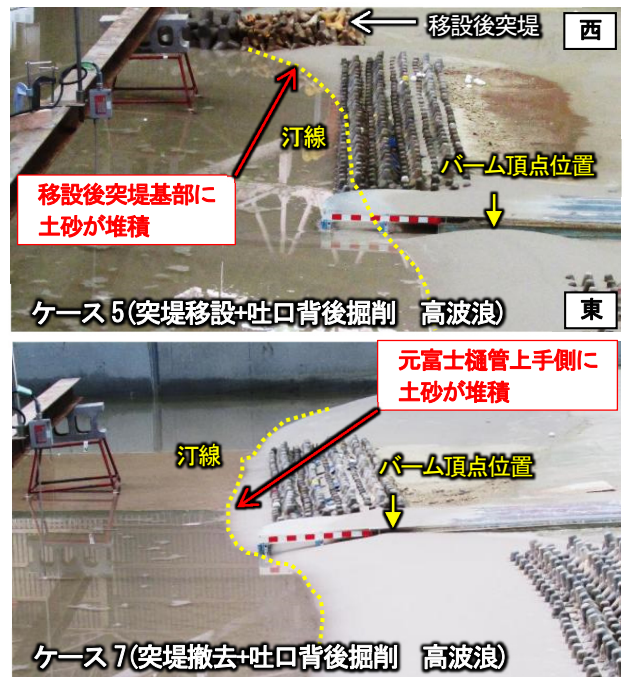 移設後突堤
西
汀線
バーム頂点位置
移設後突堤基部に
土砂が堆積
ケース5(突堤移設+吐口背後掘削 高波浪)
東
元富士樋管上手側に
土砂が堆積
汀線
バーム頂点位置
ケース7(突堤撤去+吐口背後掘削 高波浪)